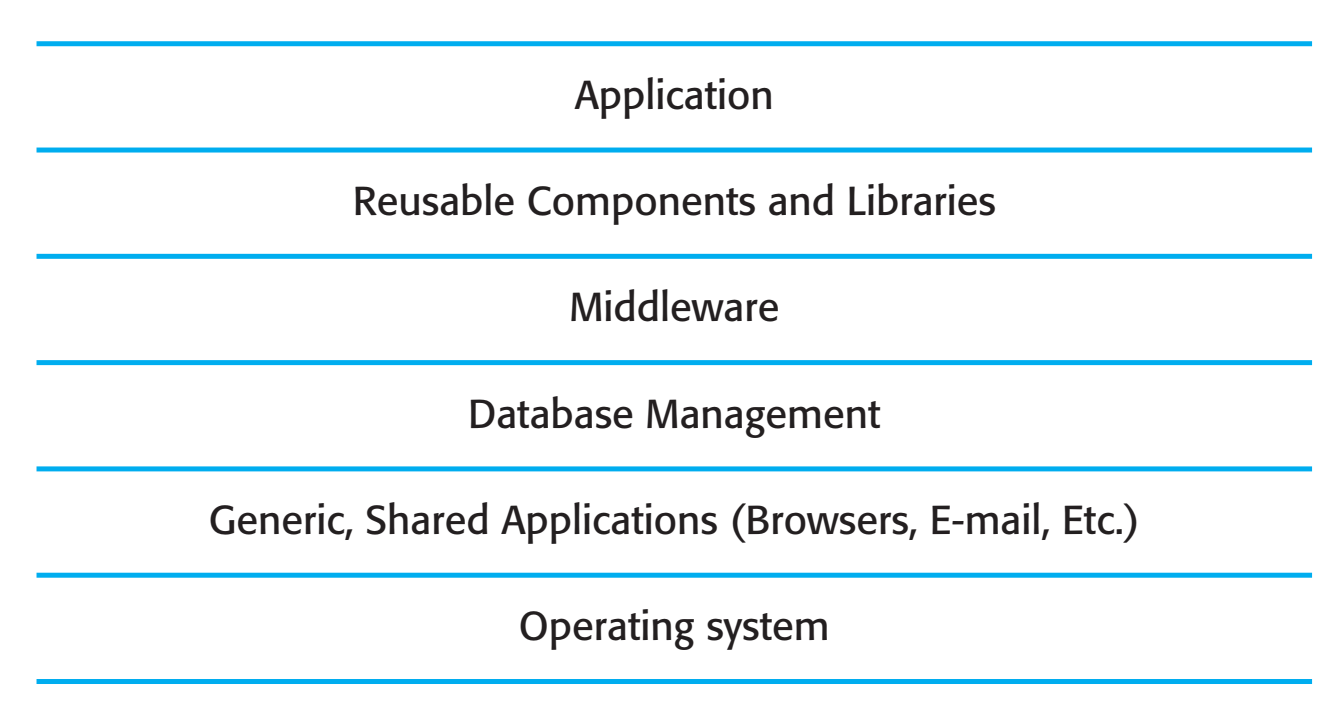 Application
Reusable Components and Libraries
Middleware
Database Management
Generic, Shared Applications (Browsers, E-mail, Etc.)
Operating system